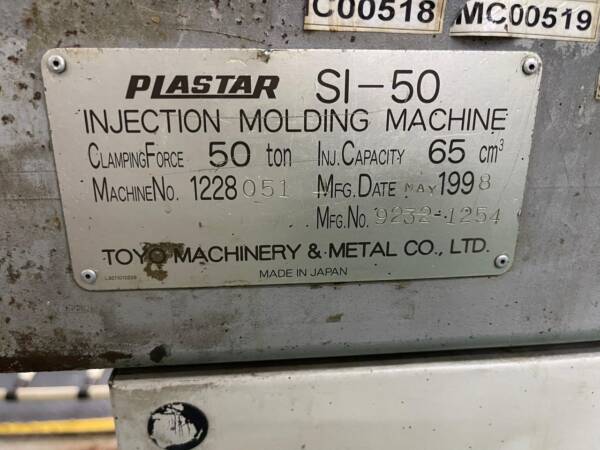 C00518
MC00519
PLASTAR SI-50
INJECTION MOLDING MACHINE
CLAMPING FORCE 50 ton INJ. CAPACITY 65 cm³
MACHINE NO. 1228051 MFG. DATE MAY 1998
MFG. NO. 9232-1254
TOYO MACHINERY & METAL CO., LTD.
MADE IN JAPAN